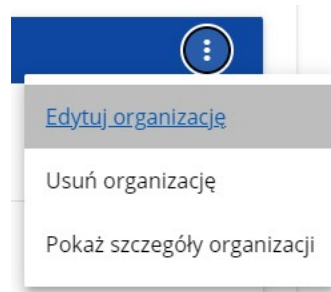 Edytuj organizację
Usuń organizację
Pokaż szczegóły organizacji